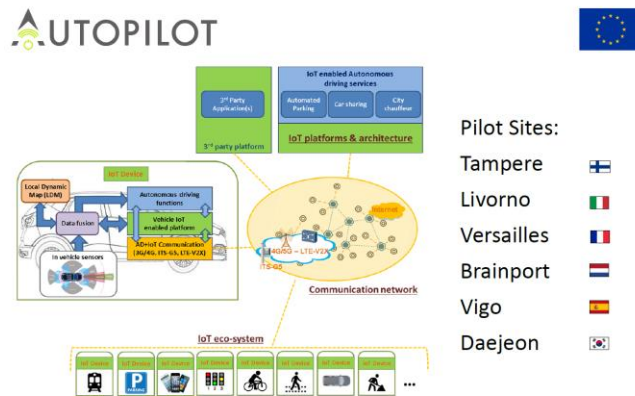 AUTOPILOT
3rd Party
Application(s)
3rd party platform
IoT enabled Autonomous
driving services
Automated
Parking
Car sharing
City
chauffeur
IoT platforms & architecture
IoT Device
Local Dynamic
Map (LDM)
Autonomous driving
functions
Data fusion
Vehicle IoT
enabled platform
AD+IoT Communication
(3G/4G, ITS-G5, LTE-V2X)
In vehicle sensors
Internet
4G/5G – LTE-V2X
ITS-G5
Communication network
IoT eco-system
IoT Device
IoT Device
IoT Device
IoT Device
IoT Device
IoT Device
IoT Device
IoT Device
P
PARKING
...
Pilot Sites:
Tampere
Livorno
Versailles
Brainport
Vigo
Daejeon